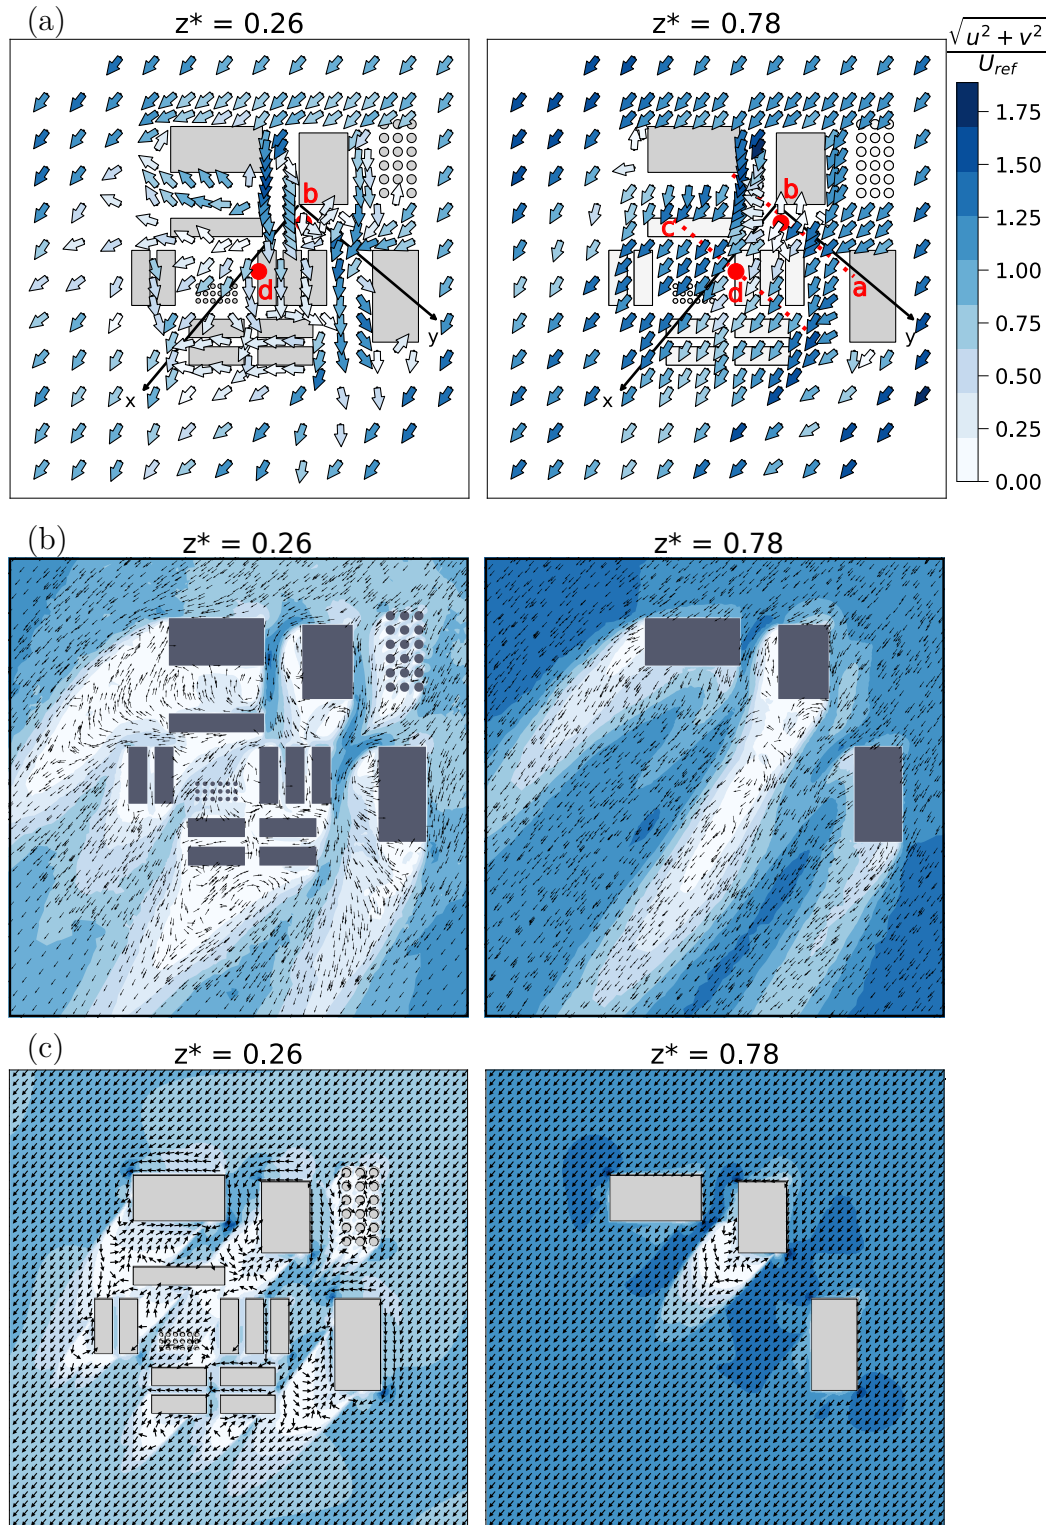 (a)
z* = 0.26
z* = 0.78
√u² + v²
U_ref
1.75
1.50
1.25
1.00
0.75
0.50
0.25
0.00
b
d
y
x
b
c
d
a
y
x
(b)
z* = 0.26
z* = 0.78
(c)
z* = 0.26
z* = 0.78